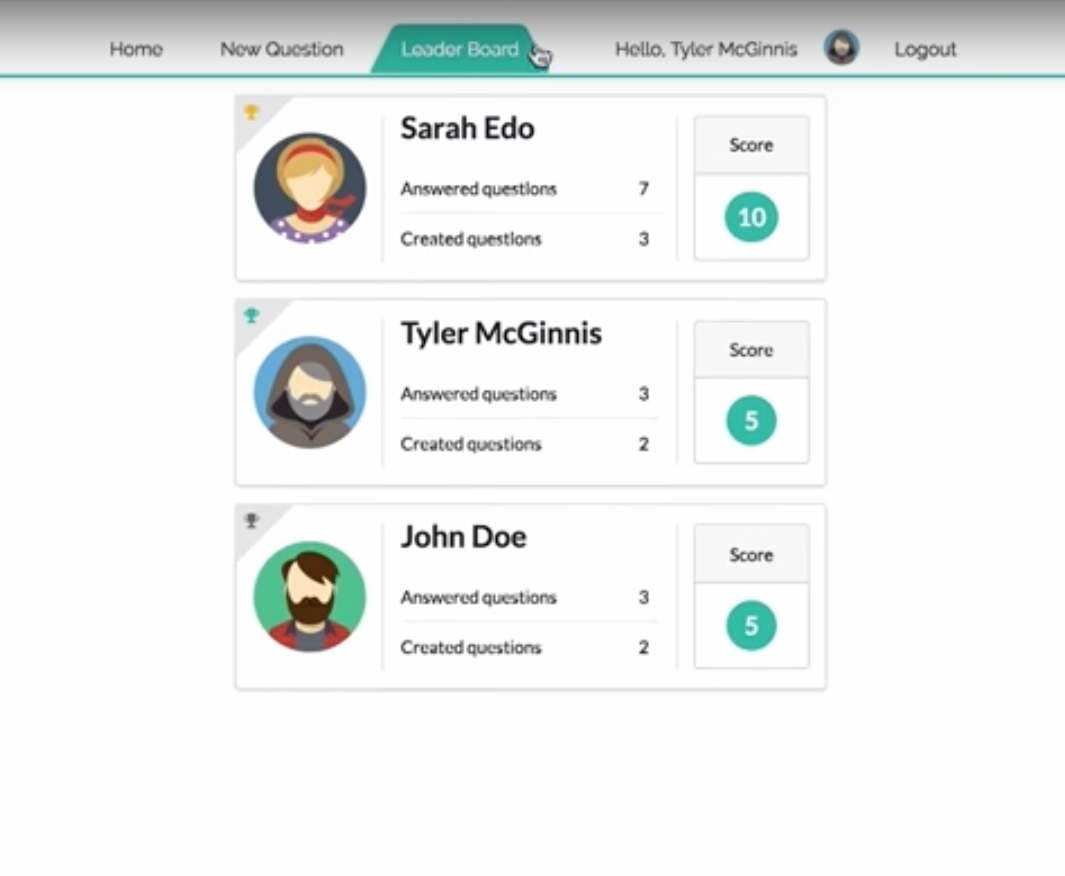 Home New Question Leader Board Hello, Tyler McGinnis Logout
Sarah Edo
Score
Answered questions 7
10
Created questions 3
Tyler McGinnis
Score
Answered questions 3
5
Created questions 2
John Doe
Score
Answered questions 3
5
Created questions 2